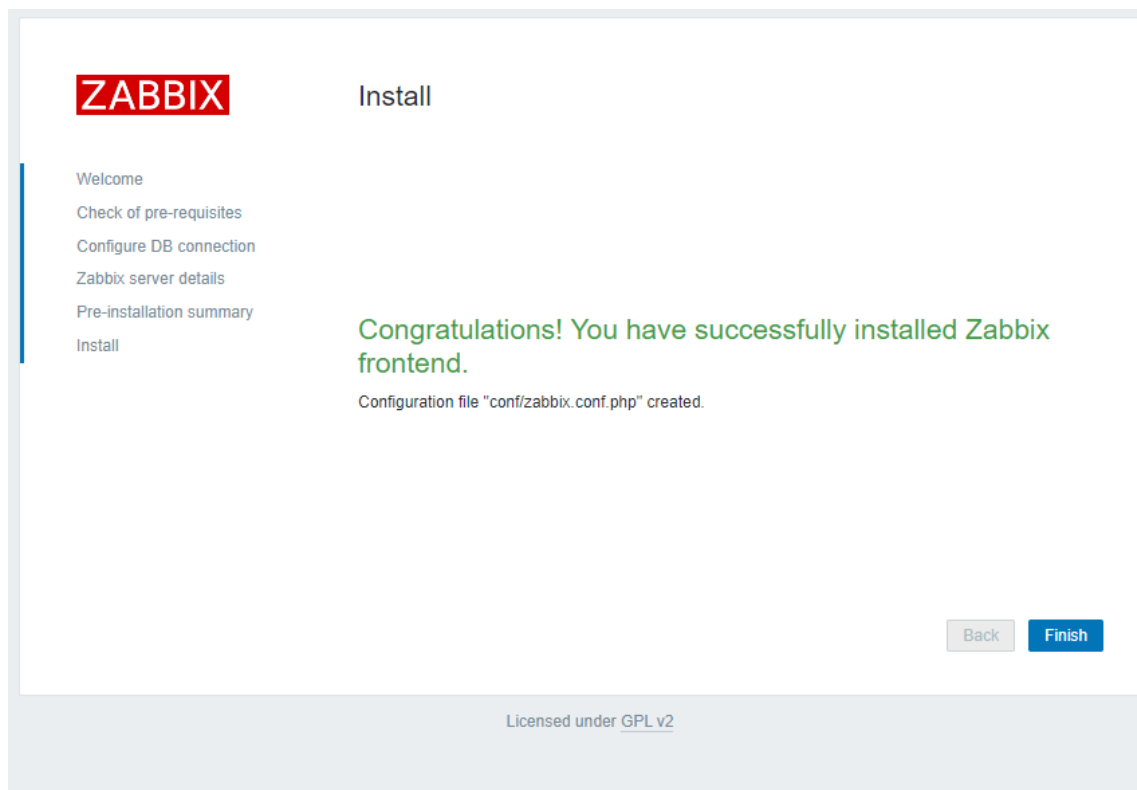 ZABBIX
Install
Welcome
Check of pre-requisites
Configure DB connection
Zabbix server details
Pre-installation summary
Install
Congratulations! You have successfully installed Zabbix
frontend.
Configuration file "conf/zabbix.conf.php" created.
Back
Finish
Licensed under GPL v2